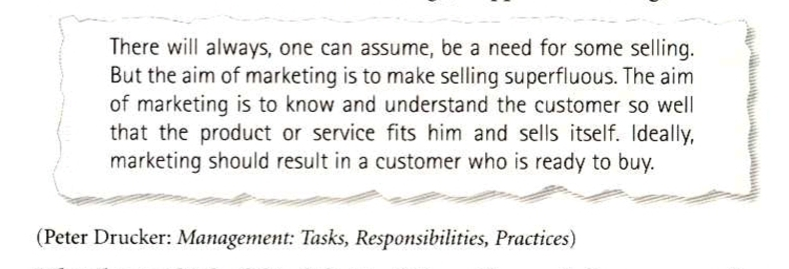 There will always, one can assume, be a need for some selling.
But the aim of marketing is to make selling superfluous. The aim
of marketing is to know and understand the customer so well
that the product or service fits him and sells itself. Ideally,
marketing should result in a customer who is ready to buy.
(Peter Drucker: Management: Tasks, Responsibilities, Practices)